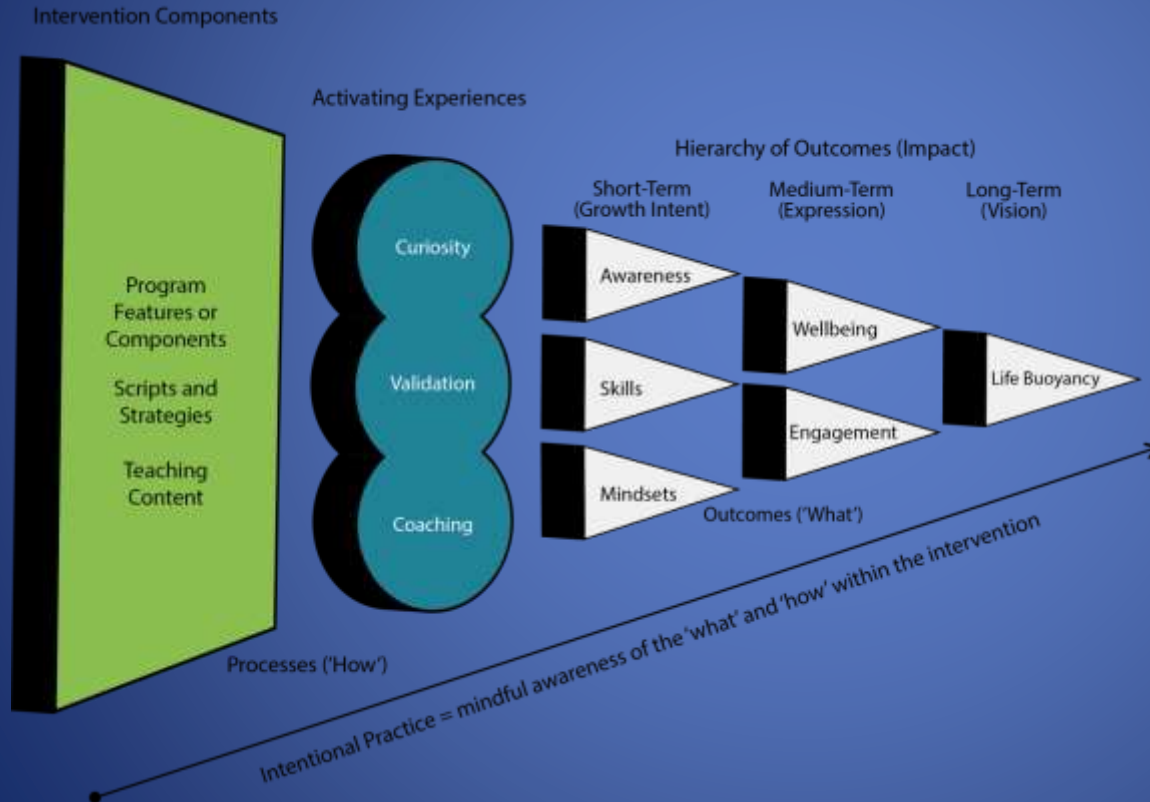 Intervention Components
Program
Features or
Components
Scripts and
Strategies
Teaching
Content
Activating Experiences
Curiosity
Validation
Coaching
Processes ('How')
Hierarchy of Outcomes (Impact)
Short-Term
(Growth Intent)
Medium-Term
(Expression)
Long-Term
(Vision)
Awareness
Skills
Mindsets
Wellbeing
Engagement
Life Buoyancy
Outcomes ('What')
Intentional Practice = mindful awareness of the 'what' and 'how' within the intervention